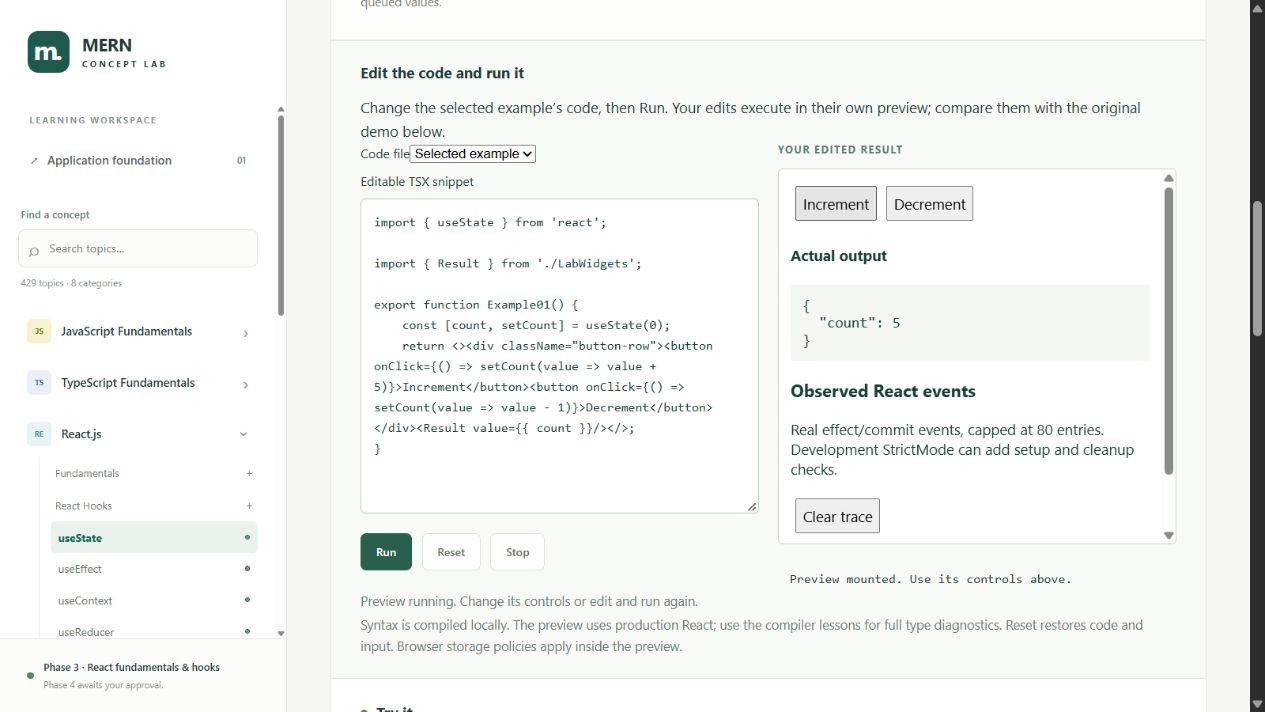 m.
MERN
CONCEPT LAB
LEARNING WORKSPACE
Application foundation
01
Find a concept
Search topics...
429 topics · 8 categories
JS
JavaScript Fundamentals
TS
TypeScript Fundamentals
RE
React.js
Fundamentals
+
React Hooks
+
useState
useEffect
useContext
useReducer
Phase 3 · React fundamentals & hooks
Phase 4 awaits your approval.
queued values.
Edit the code and run it
Change the selected example's code, then Run. Your edits execute in their own preview; compare them with the original
demo below.
Code file Selected example
Editable TSX snippet
import { useState } from 'react';
import { Result } from './LabWidgets';
export function Example01() {
const [count, setCount] = useState(0);
return <><div className="button-row"><button
onClick={() => setCount(value => value +
5)}>Increment</button><button onClick={() =>
setCount(value => value - 1)}>Decrement</button>
</div><Result value={{ count }}/></>;
}
Run
Reset
Stop
Preview running. Change its controls or edit and run again.
Syntax is compiled locally. The preview uses production React; use the compiler lessons for full type diagnostics. Reset restores code and
input. Browser storage policies apply inside the preview.
YOUR EDITED RESULT
Increment
Decrement
Actual output
{
"count": 5
}
Observed React events
Real effect/commit events, capped at 80 entries.
Development StrictMode can add setup and cleanup
checks.
Clear trace
Preview mounted. Use its controls above.
Try it